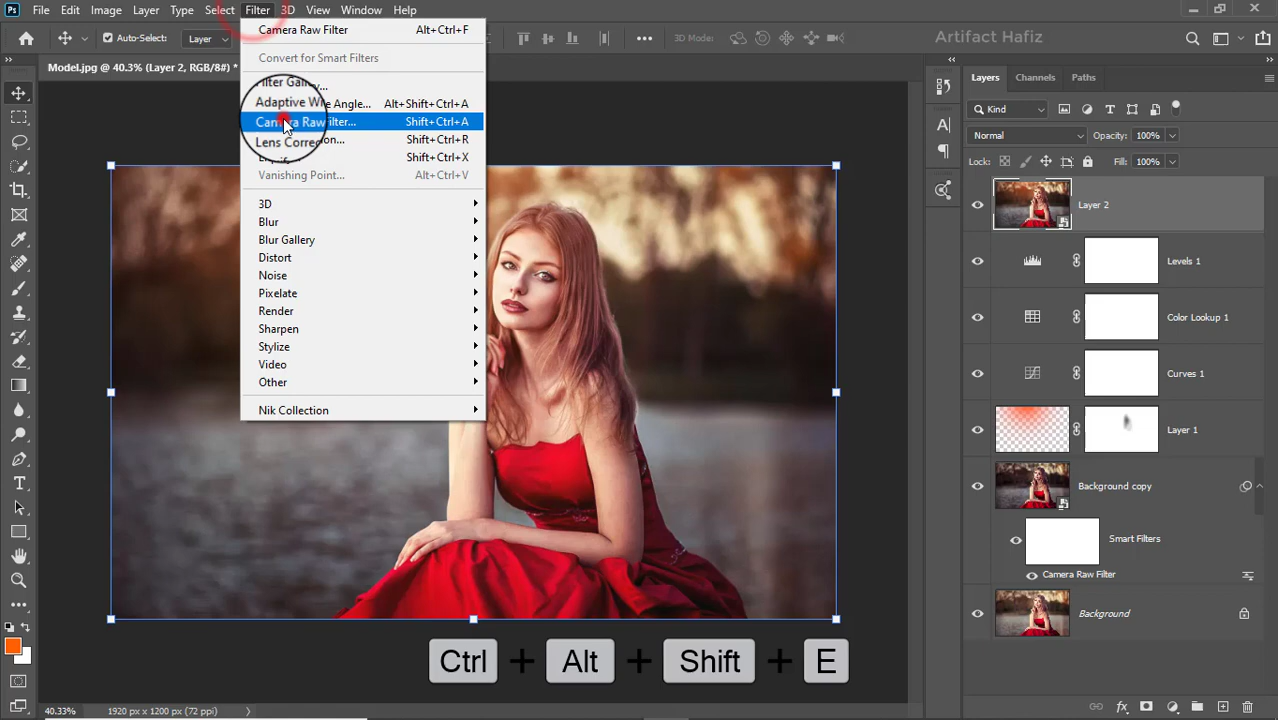 Ps File Edit Image Layer Type Select Filter 3D View Window Help
Auto-Select: Layer 3D Mode: Artifact Hafiz
Model.jpg @ 40.3% (Layer 2, RGB/8#) *
Camera Raw Filter Alt+Ctrl+F
Convert for Smart Filters
Filter Gallery...
Adaptive Wide Angle... Alt+Shift+Ctrl+A
Camera Raw Filter... Shift+Ctrl+A
Lens Correction... Shift+Ctrl+R
Shift+Ctrl+X
Vanishing Point... Alt+Ctrl+V
3D
Blur
Blur Gallery
Distort
Noise
Pixelate
Render
Sharpen
Stylize
Video
Other
Nik Collection
Layers Channels Paths
Kind
Normal Opacity: 100%
Lock: Fill: 100%
Layer 2
Levels 1
Color Lookup 1
Curves 1
Layer 1
Background copy
Smart Filters
Camera Raw Filter
Background
Ctrl + Alt + Shift + E
40.33% 1920 px x 1200 px (72 ppi)